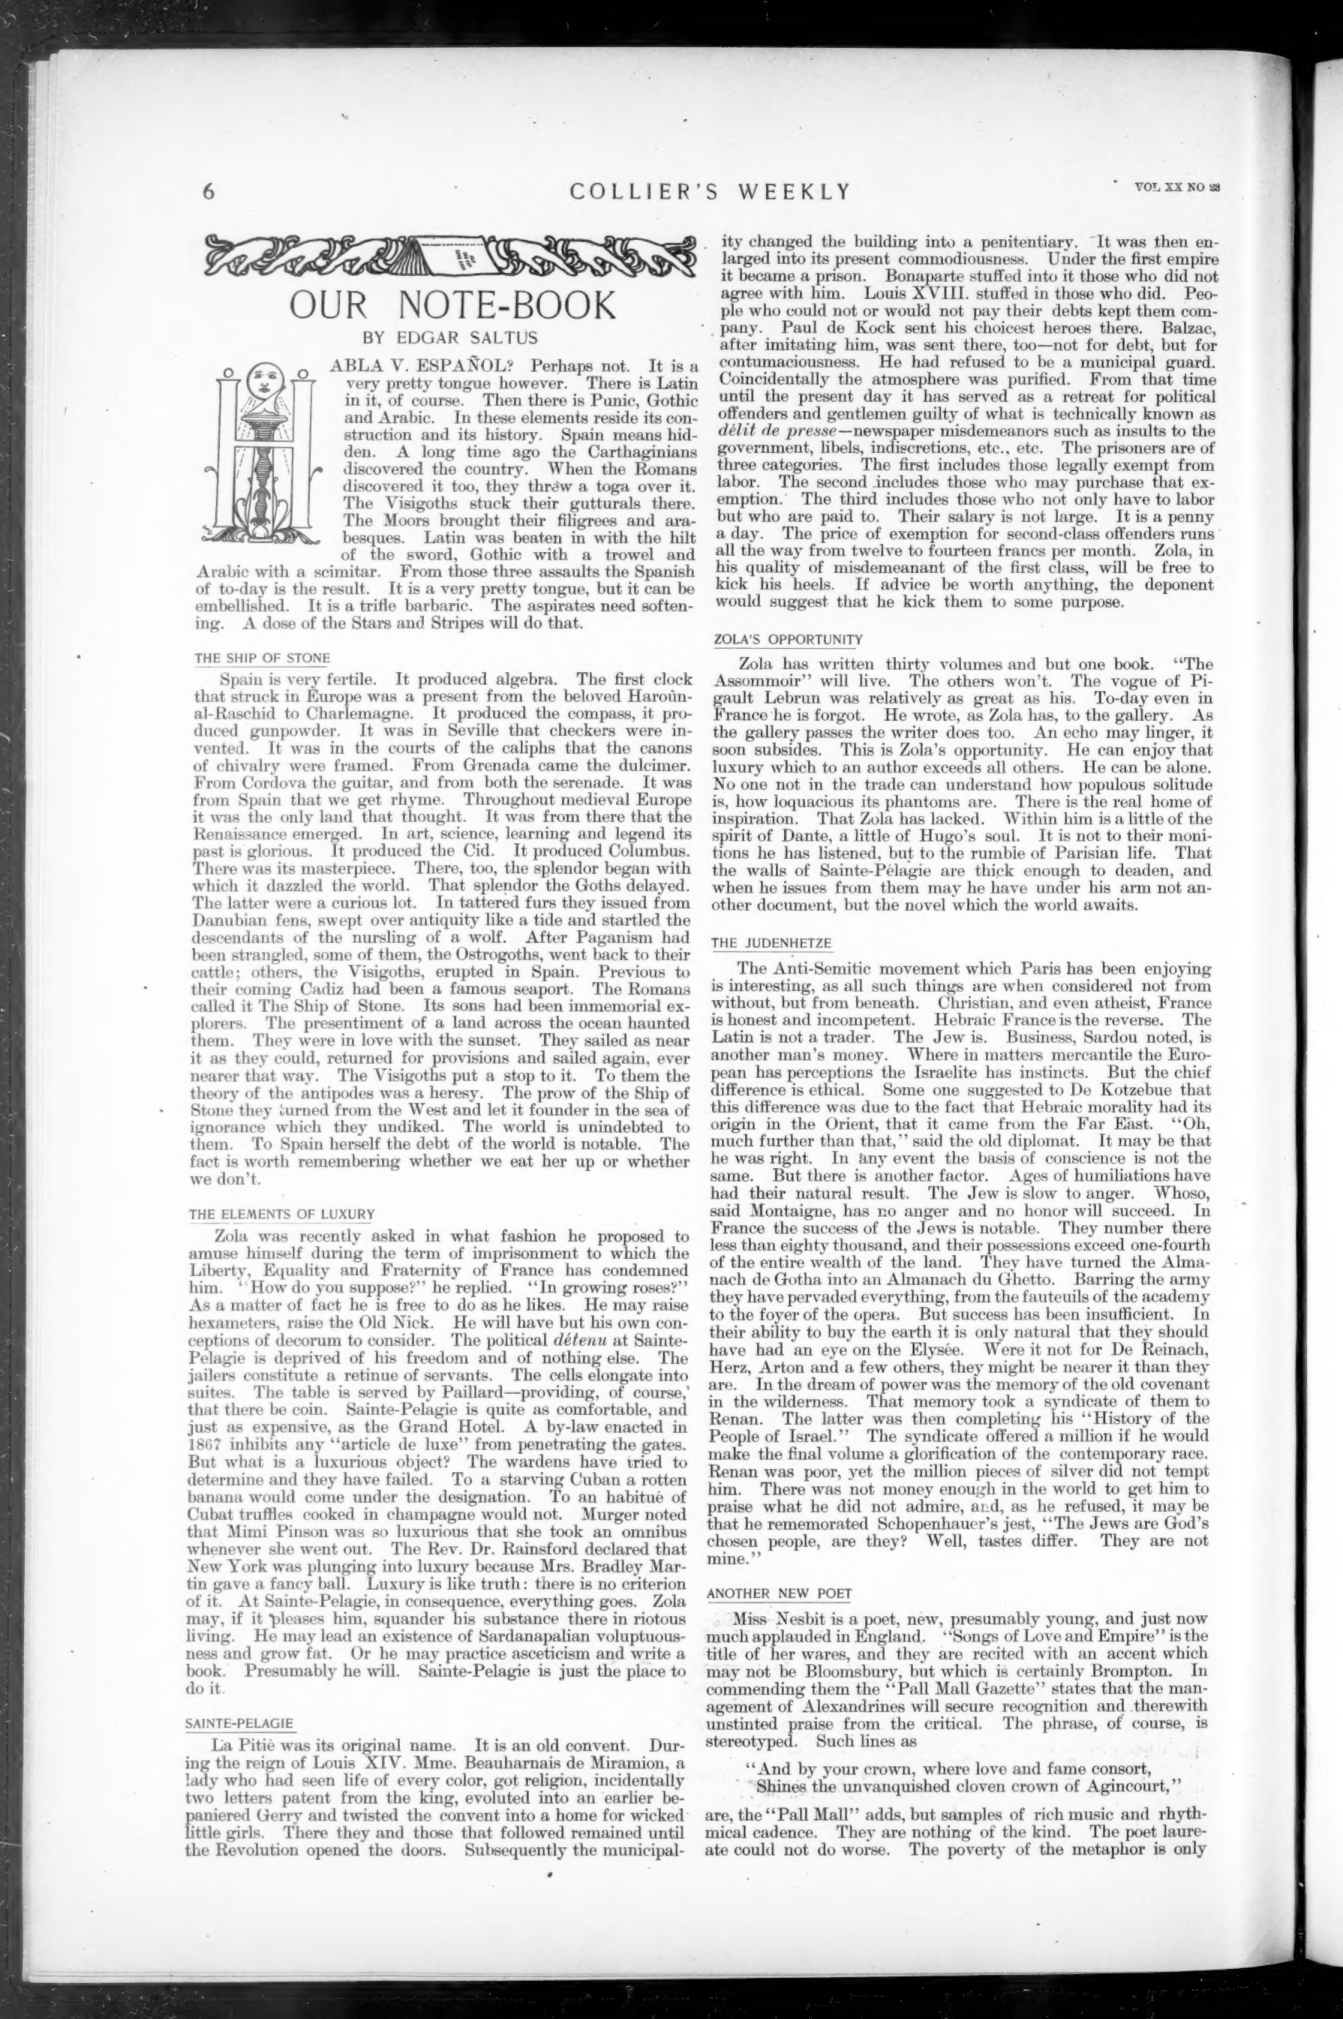 6
COLLIER'S WEEKLY
VOL XX NO 23
OUR NOTE-BOOK
BY EDGAR SALTUS
HABLA V. ESPAÑOL? Perhaps not. It is a
very pretty tongue however. There is Latin
in it, of course. Then there is Punic, Gothic
and Arabic. In these elements reside its con-
struction and its history. Spain means hid-
den. A long time ago the Carthaginians
discovered the country. When the Romans
discovered it too, they threw a toga over it.
The Visigoths stuck their gutturals there.
The Moors brought their filigrees and ara-
besques. Latin was beaten in with the hilt
of the sword, Gothic with a trowel and
Arabic with a scimitar. From those three assaults the Spanish
of to-day is the result. It is a very pretty tongue, but it can be
embellished. It is a trifle barbaric. The aspirates need soften-
ing. A dose of the Stars and Stripes will do that.
THE SHIP OF STONE
Spain is very fertile. It produced algebra. The first clock
that struck in Europe was a present from the beloved Haroun-
al-Raschid to Charlemagne. It produced the compass, it pro-
duced gunpowder. It was in Seville that checkers were in-
vented. It was in the courts of the caliphs that the canons
of chivalry were framed. From Grenada came the dulcimer.
From Cordova the guitar, and from both the serenade. It was
from Spain that we get rhyme. Throughout medieval Europe
it was the only land that thought. It was from there that the
Renaissance emerged. In art, science, learning and legend its
past is glorious. It produced the Cid. It produced Columbus.
There was its masterpiece. There, too, the splendor began with
which it dazzled the world. That splendor the Goths delayed.
The latter were a curious lot. In tattered furs they issued from
Danubian fens, swept over antiquity like a tide and startled the
descendants of the nursling of a wolf. After Paganism had
been strangled, some of them, the Ostrogoths, went back to their
cattle; others, the Visigoths, erupted in Spain. Previous to
their coming Cadiz had been a famous seaport. The Romans
called it The Ship of Stone. Its sons had been immemorial ex-
plorers. The presentiment of a land across the ocean haunted
them. They were in love with the sunset. They sailed as near
it as they could, returned for provisions and sailed again, ever
nearer that way. The Visigoths put a stop to it. To them the
theory of the antipodes was a heresy. The prow of the Ship of
Stone they turned from the West and let it founder in the sea of
ignorance which they undiked. The world is unindebted to
them. To Spain herself the debt of the world is notable. The
fact is worth remembering whether we eat her up or whether
we don't.
THE ELEMENTS OF LUXURY
Zola was recently asked in what fashion he proposed to
amuse himself during the term of imprisonment to which the
Liberty, Equality and Fraternity of France has condemned
him. "How do you suppose?" he replied. "In growing roses?"
As a matter of fact he is free to do as he likes. He may raise
hexameters, raise the Old Nick. He will have but his own con-
ceptions of decorum to consider. The political détenu at Sainte-
Pelagie is deprived of his freedom and of nothing else. The
jailers constitute a retinue of servants. The cells elongate into
suites. The table is served by Paillard—providing, of course,
that there be coin. Sainte-Pelagie is quite as comfortable, and
just as expensive, as the Grand Hotel. A by-law enacted in
1867 inhibits any "article de luxe" from penetrating the gates.
But what is a luxurious object? The wardens have tried to
determine and they have failed. To a starving Cuban a rotten
banana would come under the designation. To an habitué of
Cubat truffles cooked in champagne would not. Murger noted
that Mimi Pinson was so luxurious that she took an omnibus
whenever she went out. The Rev. Dr. Rainsford declared that
New York was plunging into luxury because Mrs. Bradley Mar-
tin gave a fancy ball. Luxury is like truth: there is no criterion
of it. At Sainte-Pelagie, in consequence, everything goes. Zola
may, if it pleases him, squander his substance there in riotous
living. He may lead an existence of Sardanapalian voluptuous-
ness and grow fat. Or he may practice asceticism and write a
book. Presumably he will. Sainte-Pelagie is just the place to
do it.
SAINTE-PELAGIE
La Pitié was its original name. It is an old convent. Dur-
ing the reign of Louis XIV. Mme. Beauharnais de Miramion, a
lady who had seen life of every color, got religion, incidentally
two letters patent from the king, evoluted into an earlier be-
paniered Gerry and twisted the convent into a home for wicked
little girls. There they and those that followed remained until
the Revolution opened the doors. Subsequently the municipal-
ity changed the building into a penitentiary. It was then en-
larged into its present commodiousness. Under the first empire
it became a prison. Bonaparte stuffed into it those who did not
agree with him. Louis XVIII. stuffed in those who did. Peo-
ple who could not or would not pay their debts kept them com-
pany. Paul de Kock sent his choicest heroes there. Balzac,
after imitating him, was sent there, too—not for debt, but for
contumaciousness. He had refused to be a municipal guard.
Coincidentally the atmosphere was purified. From that time
until the present day it has served as a retreat for political
offenders and gentlemen guilty of what is technically known as
délit de presse—newspaper misdemeanors such as insults to the
government, libels, indiscretions, etc., etc. The prisoners are of
three categories. The first includes those legally exempt from
labor. The second includes those who may purchase that ex-
emption. The third includes those who not only have to labor
but who are paid to. Their salary is not large. It is a penny
a day. The price of exemption for second-class offenders runs
all the way from twelve to fourteen francs per month. Zola, in
his quality of misdemeanant of the first class, will be free to
kick his heels. If advice be worth anything, the deponent
would suggest that he kick them to some purpose.
ZOLA'S OPPORTUNITY
Zola has written thirty volumes and but one book. "The
Assommoir" will live. The others won't. The vogue of Pi-
gault Lebrun was relatively as great as his. To-day even in
France he is forgot. He wrote, as Zola has, to the gallery. As
the gallery passes the writer does too. An echo may linger, it
soon subsides. This is Zola's opportunity. He can enjoy that
luxury which to an author exceeds all others. He can be alone.
No one not in the trade can understand how populous solitude
is, how loquacious its phantoms are. There is the real home of
inspiration. That Zola has lacked. Within him is a little of the
spirit of Dante, a little of Hugo's soul. It is not to their moni-
tions he has listened, but to the rumble of Parisian life. That
the walls of Sainte-Pélagie are thick enough to deaden, and
when he issues from them may he have under his arm not an-
other document, but the novel which the world awaits.
THE JUDENHETZE
The Anti-Semitic movement which Paris has been enjoying
is interesting, as all such things are when considered not from
without, but from beneath. Christian, and even atheist, France
is honest and incompetent. Hebraic France is the reverse. The
Latin is not a trader. The Jew is. Business, Sardou noted, is
another man's money. Where in matters mercantile the Euro-
pean has perceptions the Israelite has instincts. But the chief
difference is ethical. Some one suggested to De Kotzebue that
this difference was due to the fact that Hebraic morality had its
origin in the Orient, that it came from the Far East. "Oh,
much further than that," said the old diplomat. It may be that
he was right. In any event the basis of conscience is not the
same. But there is another factor. Ages of humiliations have
had their natural result. The Jew is slow to anger. Whoso,
said Montaigne, has no anger and no honor will succeed. In
France the success of the Jews is notable. They number there
less than eighty thousand, and their possessions exceed one-fourth
of the entire wealth of the land. They have turned the Alma-
nach de Gotha into an Almanach du Ghetto. Barring the army
they have pervaded everything, from the fauteuils of the academy
to the foyer of the opera. But success has been insufficient. In
their ability to buy the earth it is only natural that they should
have had an eye on the Elysée. Were it not for De Reinach,
Herz, Arton and a few others, they might be nearer it than they
are. In the dream of power was the memory of the old covenant
in the wilderness. That memory took a syndicate of them to
Renan. The latter was then completing his "History of the
People of Israel." The syndicate offered a million if he would
make the final volume a glorification of the contemporary race.
Renan was poor, yet the million pieces of silver did not tempt
him. There was not money enough in the world to get him to
praise what he did not admire, and, as he refused, it may be
that he rememorated Schopenhauer's jest, "The Jews are God's
chosen people, are they? Well, tastes differ. They are not
mine."
ANOTHER NEW POET
Miss Nesbit is a poet, new, presumably young, and just now
much applauded in England. "Songs of Love and Empire" is the
title of her wares, and they are recited with an accent which
may not be Bloomsbury, but which is certainly Brompton. In
commending them the "Pall Mall Gazette" states that the man-
agement of Alexandrines will secure recognition and therewith
unstinted praise from the critical. The phrase, of course, is
stereotyped. Such lines as
"And by your crown, where love and fame consort,
Shines the unvanquished cloven crown of Agincourt,"
are, the "Pall Mall" adds, but samples of rich music and rhyth-
mical cadence. They are nothing of the kind. The poet laure-
ate could not do worse. The poverty of the metaphor is only